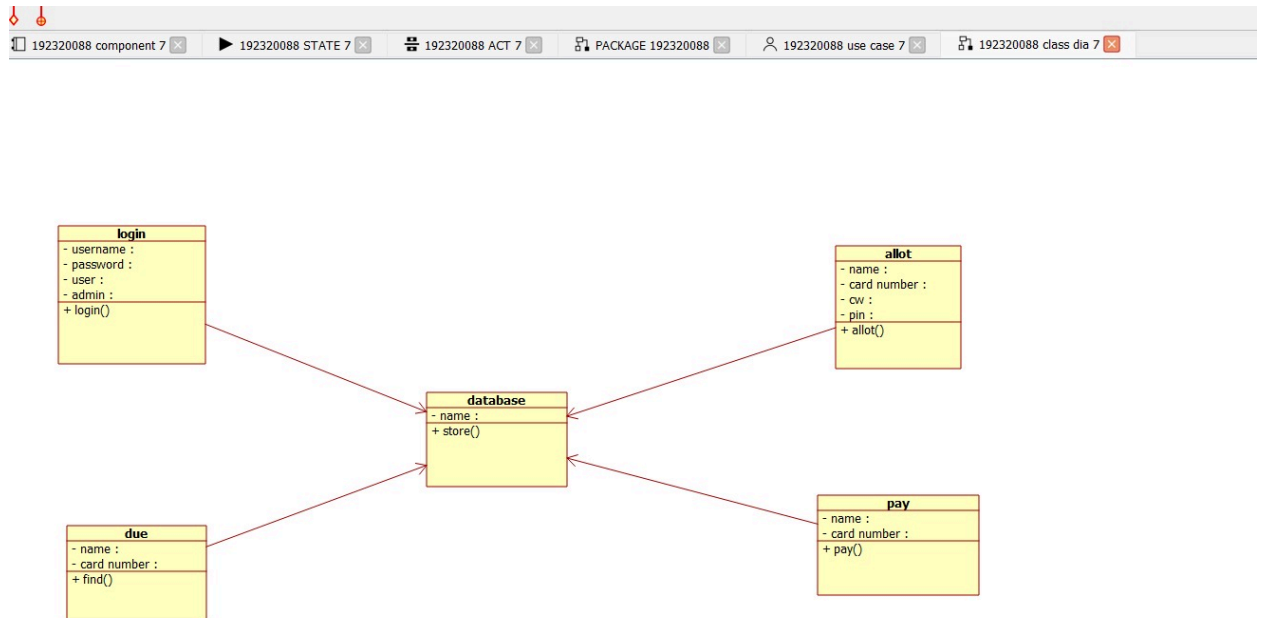 192320088 component 7
192320088 STATE 7
192320088 ACT 7
PACKAGE 192320088
192320088 use case 7
192320088 class dia 7
login
- username :
- password :
- user :
- admin :
+ login()
allot
- name :
- card number :
- cw :
- pin :
+ allot()
database
- name :
+ store()
due
- name :
- card number :
+ find()
pay
- name :
- card number :
+ pay()